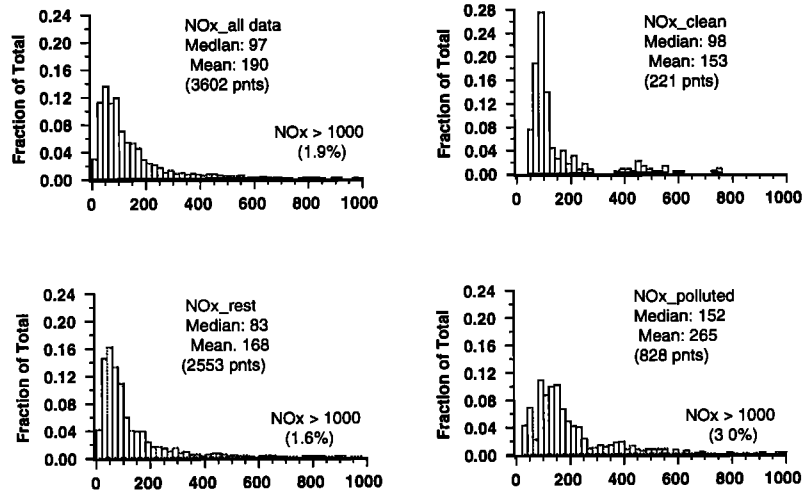 0.24
0.20
0.16
0.12
0.08
0.04
0.00
Fraction of Total
NOx_all data
Median: 97
Mean: 190
(3602 pnts)
NOx > 1000
(1.9%)
0 200 400 600 800 1000
0.28
0.24
0.20
0.16
0.12
0.08
0.04
0.00
Fraction of Total
NOx_clean
Median: 98
Mean: 153
(221 pnts)
0 200 400 600 800 1000
0.24
0.20
0.16
0.12
0.08
0.04
0.00
Fraction of Total
NOx_rest
Median: 83
Mean. 168
(2553 pnts)
NOx > 1000
(1.6%)
0 200 400 600 800 1000
0.24
0.20
0.16
0.12
0.08
0.04
0.00
Fraction of Total
NOx_polluted
Median: 152
Mean: 265
(828 pnts)
NOx > 1000
(3 0%)
0 200 400 600 800 1000